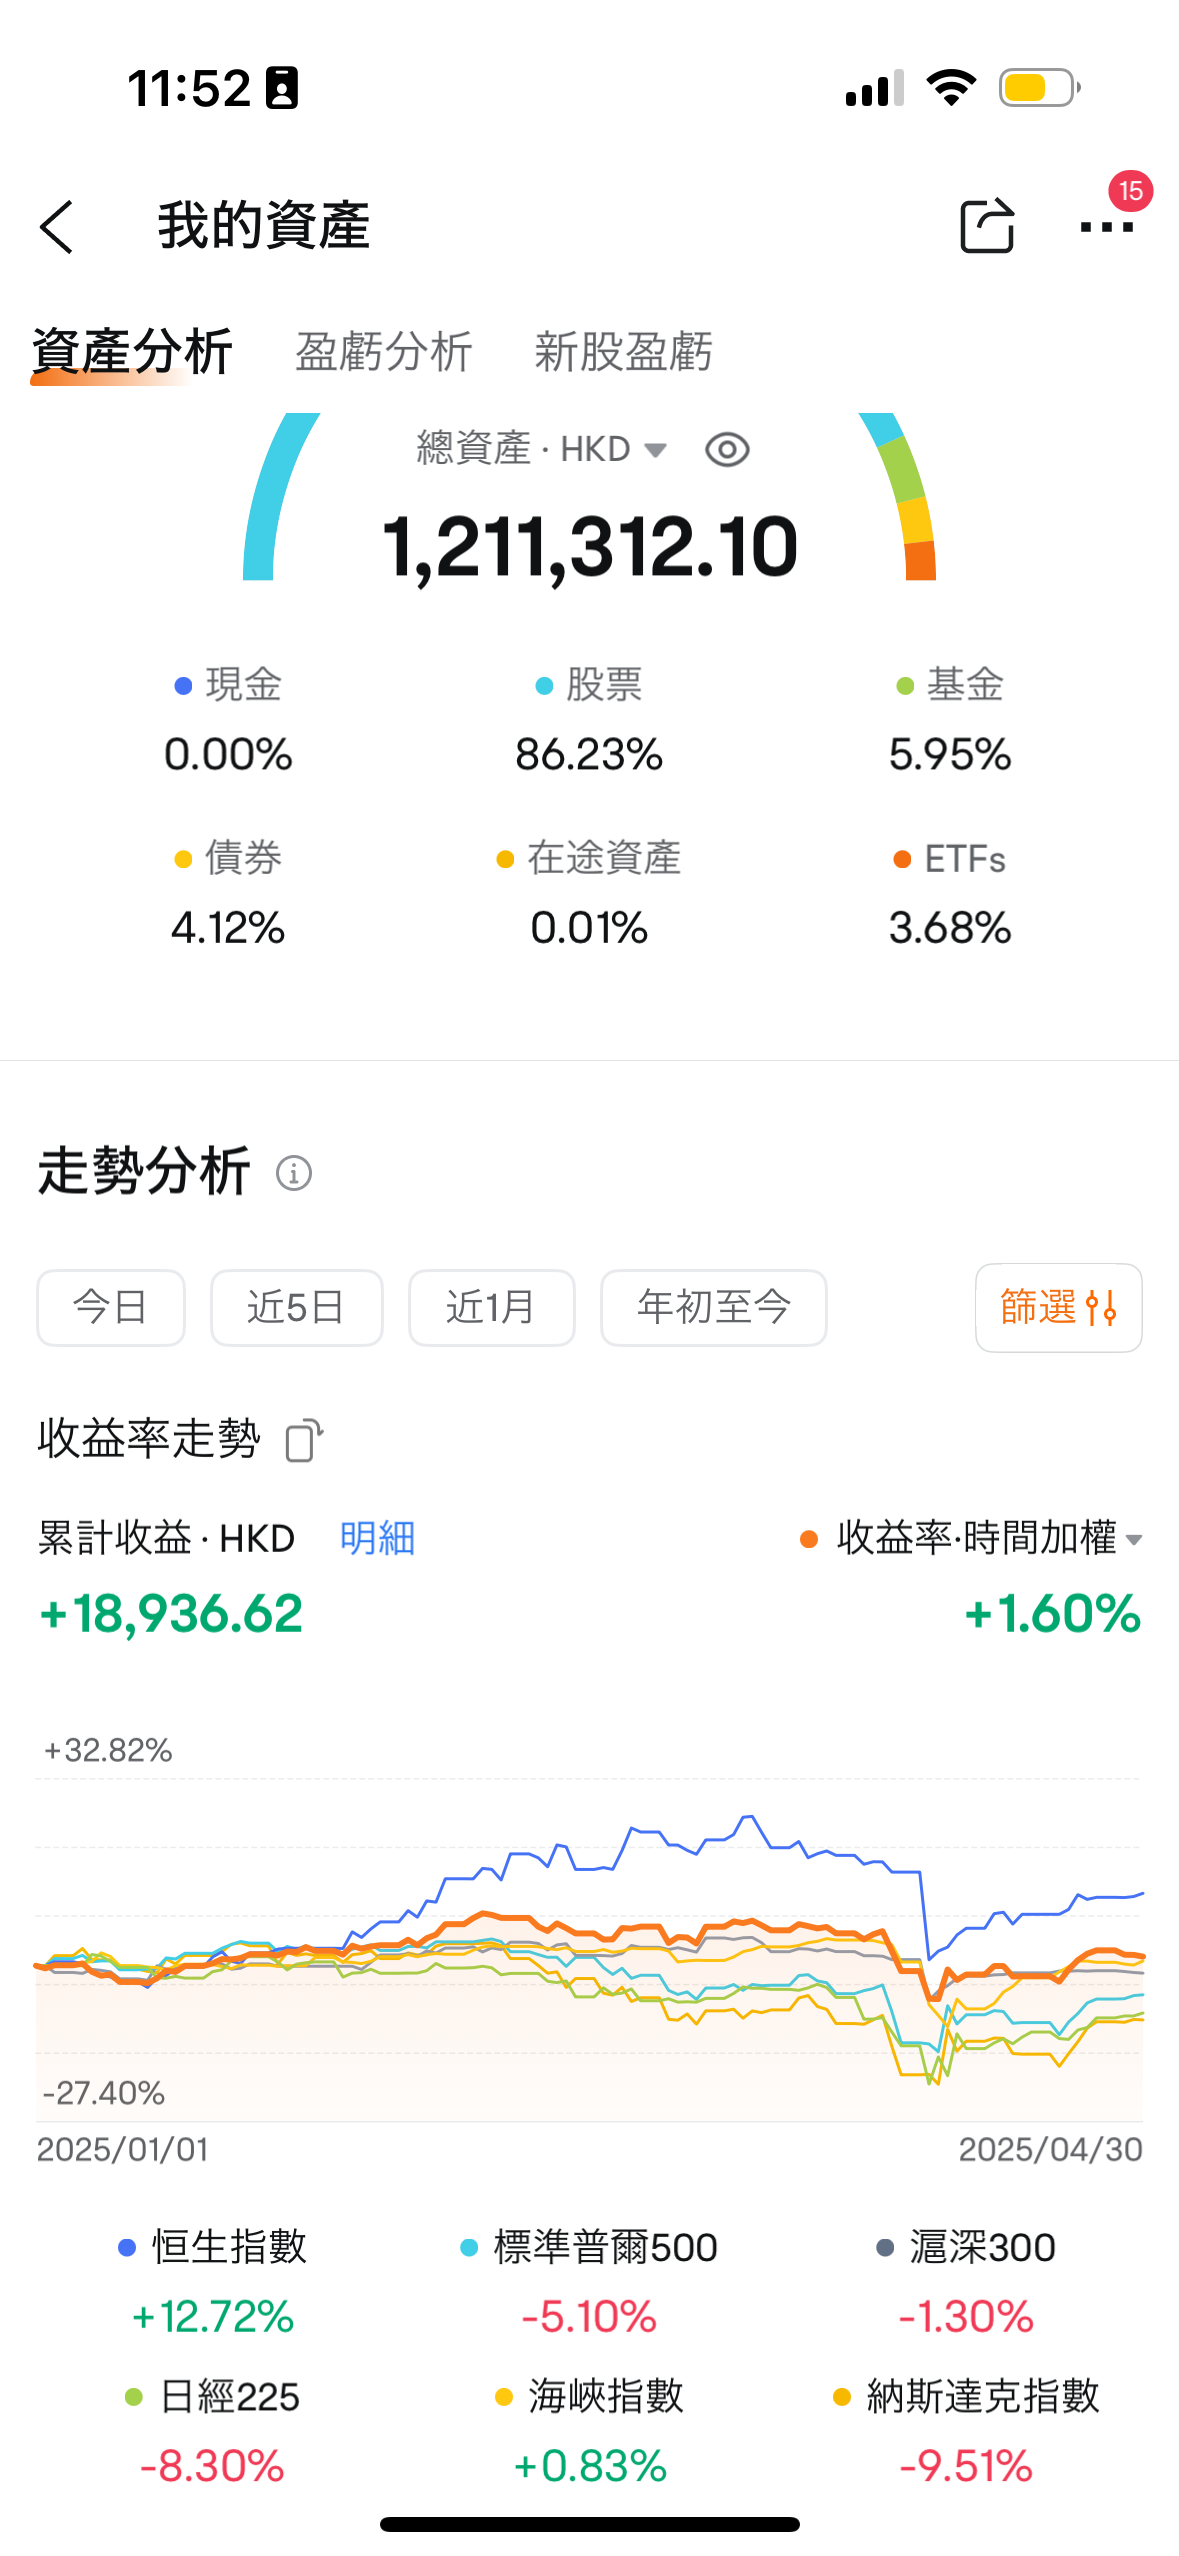 11:52
我的資產
15
資產分析 盈虧分析 新股盈虧
總資產 · HKD
1,211,312.10
現金 股票 基金
0.00% 86.23% 5.95%
債券 在途資產 ETFs
4.12% 0.01% 3.68%
走勢分析
今日 近5日 近1月 年初至今 篩選
收益率走勢
累計收益 · HKD 明細 收益率·時間加權
+18,936.62 +1.60%
+32.82%
-27.40%
2025/01/01 2025/04/30
恒生指數 標準普爾500 滬深300
+12.72% -5.10% -1.30%
日經225 海峽指數 納斯達克指數
-8.30% +0.83% -9.51%